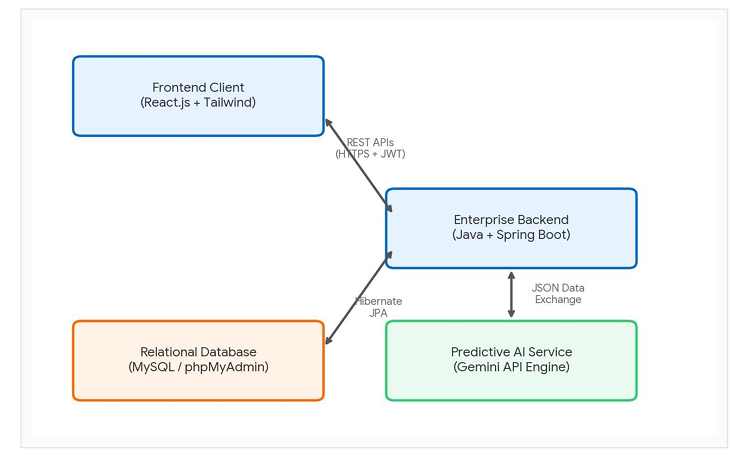 Frontend Client
(React.js + Tailwind)
REST APIs
(HTTPS + JWT)
Enterprise Backend
(Java + Spring Boot)
Hibernate
JPA
JSON Data
Exchange
Relational Database
(MySQL / phpMyAdmin)
Predictive AI Service
(Gemini API Engine)